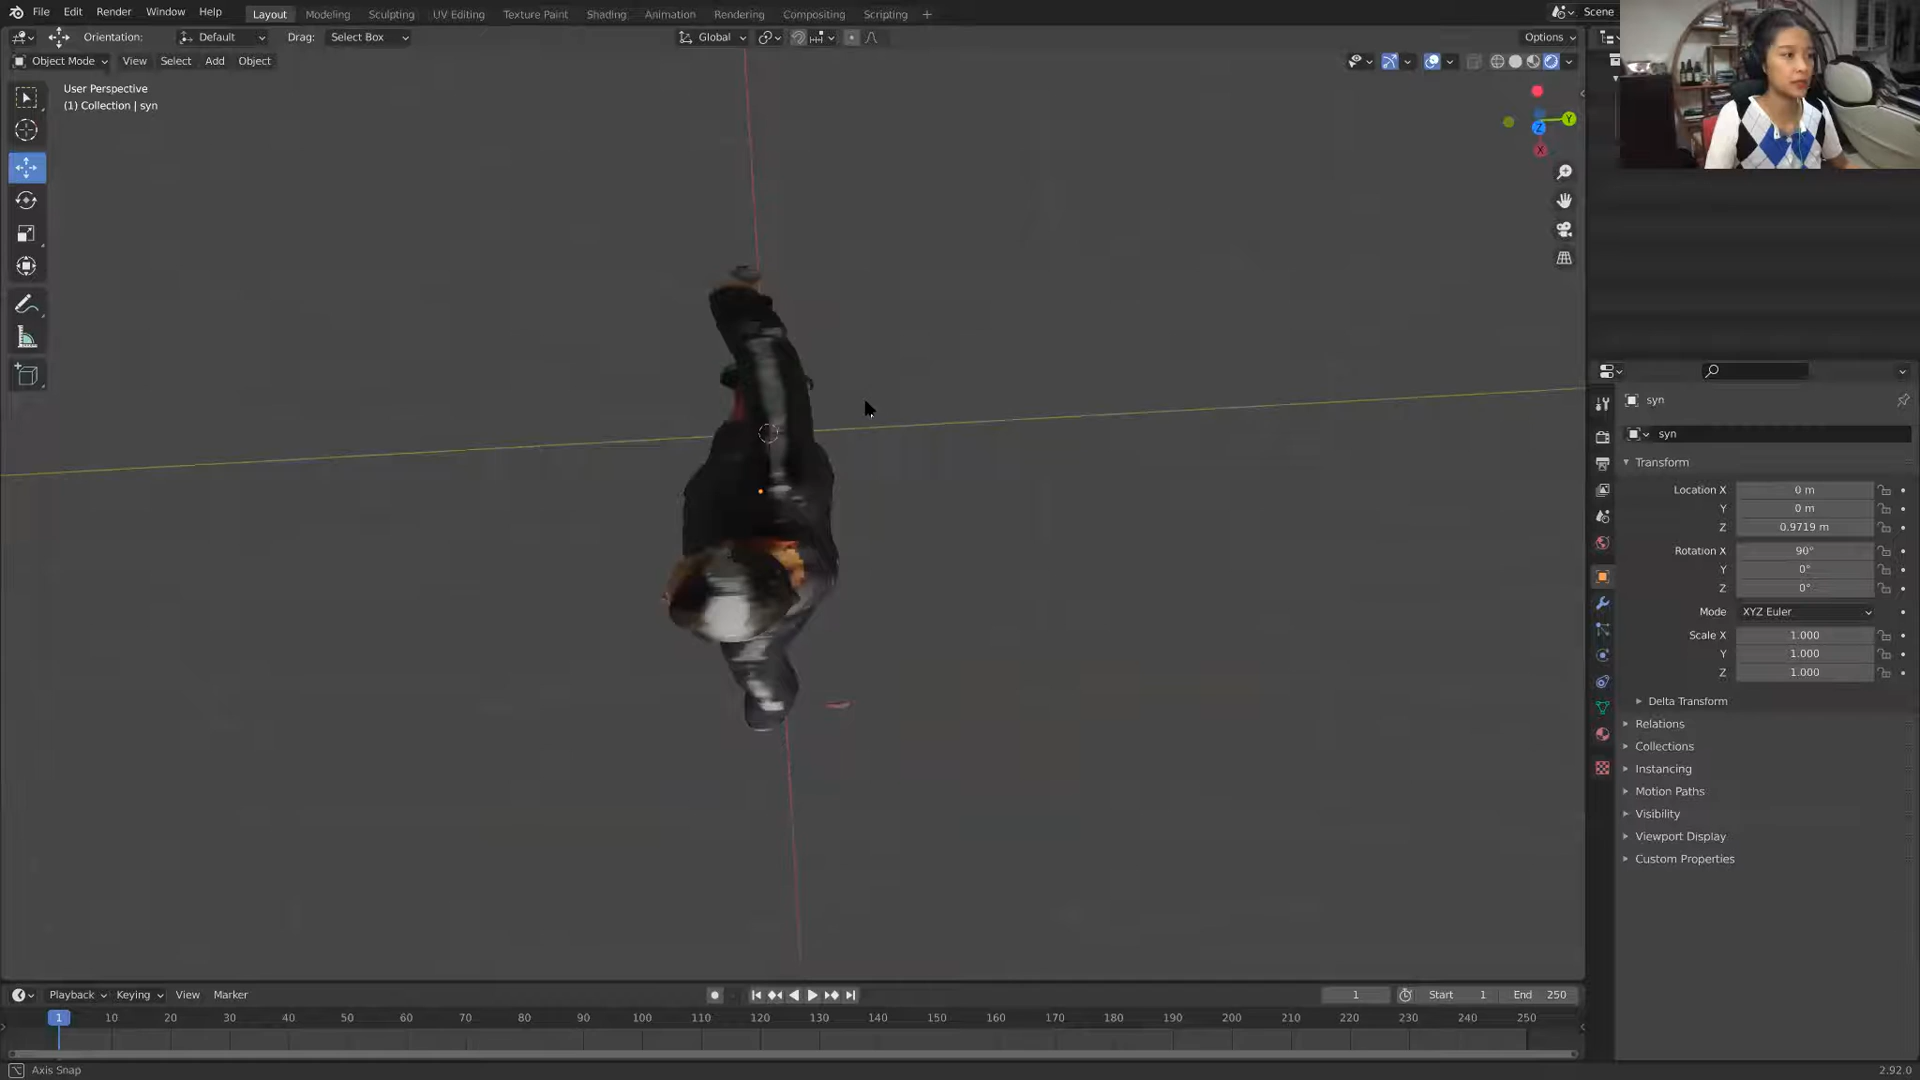 File Edit Render Window Help Layout Modeling Sculpting UV Editing Texture Paint Shading Animation Rendering Compositing Scripting + Scene
Orientation: Default Drag: Select Box Global Options
Object Mode View Select Add Object
User Perspective
(1) Collection | syn
Y
Z
X
syn
syn
Transform
Location X 0 m
Y 0 m
Z 0.9719 m
Rotation X 90°
Y 0°
Z 0°
Mode XYZ Euler
Scale X 1.000
Y 1.000
Z 1.000
Delta Transform
Relations
Collections
Instancing
Motion Paths
Visibility
Viewport Display
Custom Properties
Playback Keying View Marker 1 Start 1 End 250
1 10 20 30 40 50 60 70 80 90 100 110 120 130 140 150 160 170 180 190 200 210 220 230 240 250
Axis Snap 2.92.0